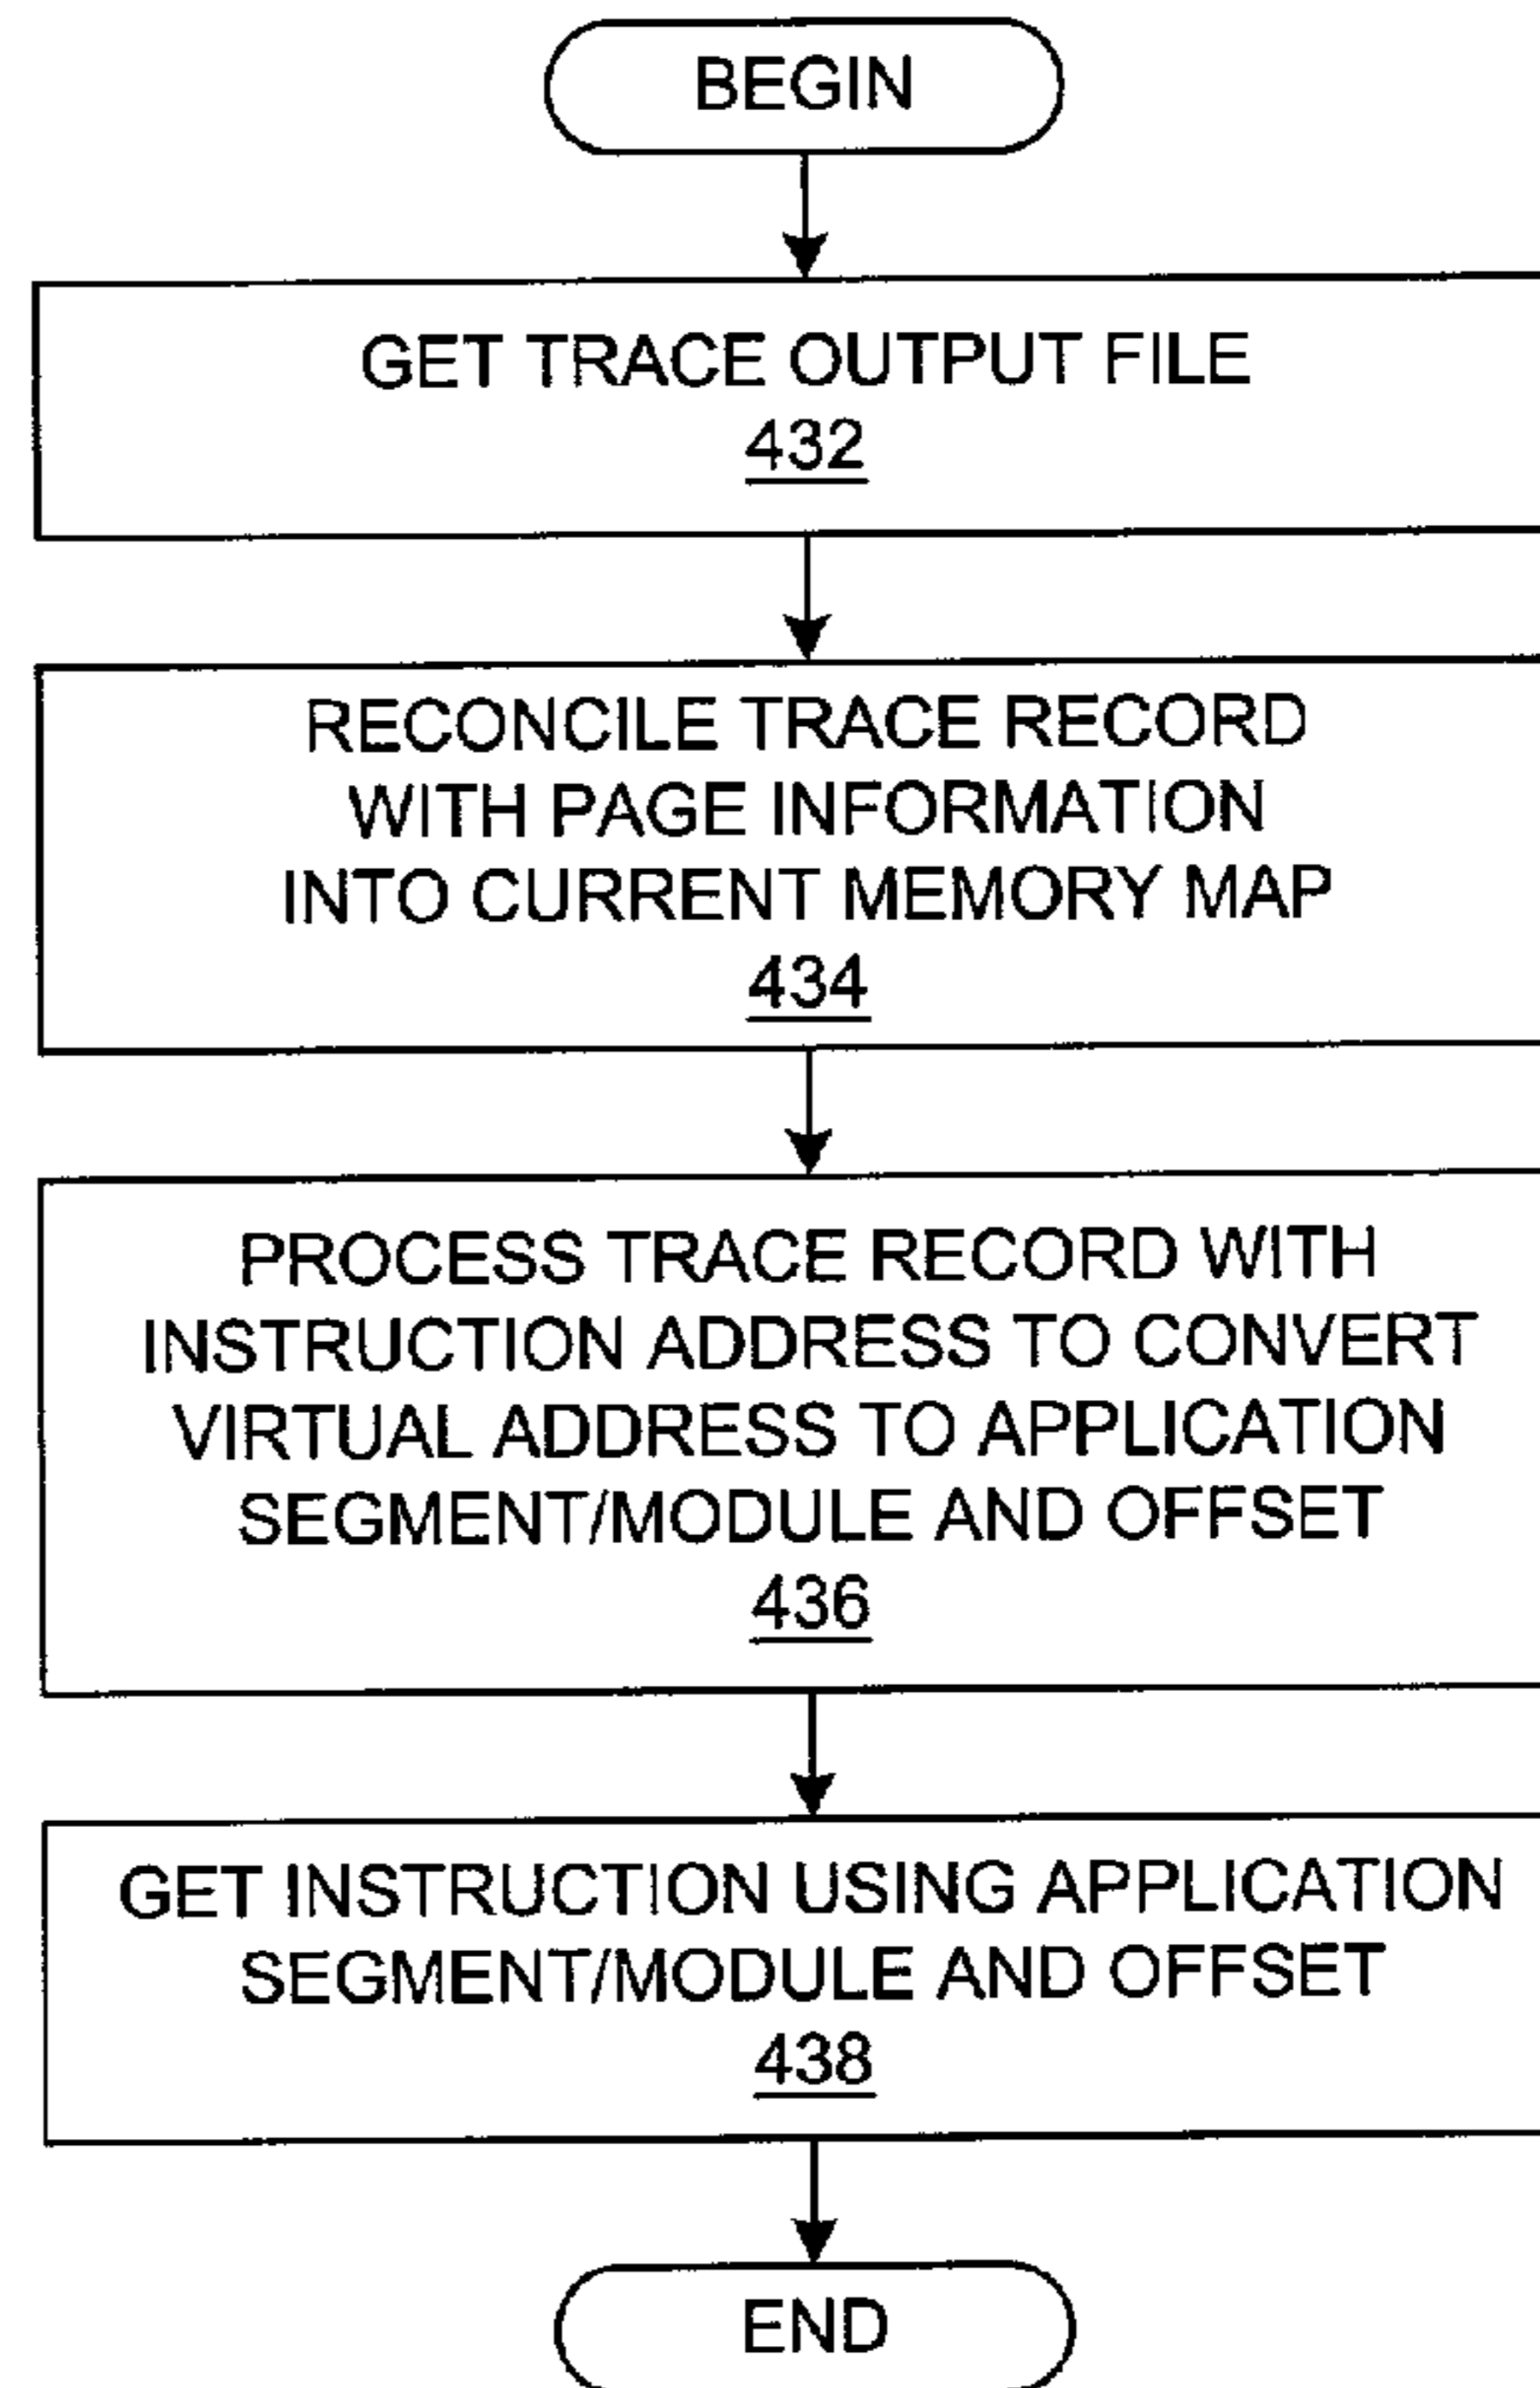 BEGIN
GET TRACE OUTPUT FILE
432
RECONCILE TRACE RECORD
WITH PAGE INFORMATION
INTO CURRENT MEMORY MAP
434
PROCESS TRACE RECORD WITH
INSTRUCTION ADDRESS TO CONVERT
VIRTUAL ADDRESS TO APPLICATION
SEGMENT/MODULE AND OFFSET
436
GET INSTRUCTION USING APPLICATION
SEGMENT/MODULE AND OFFSET
438
END